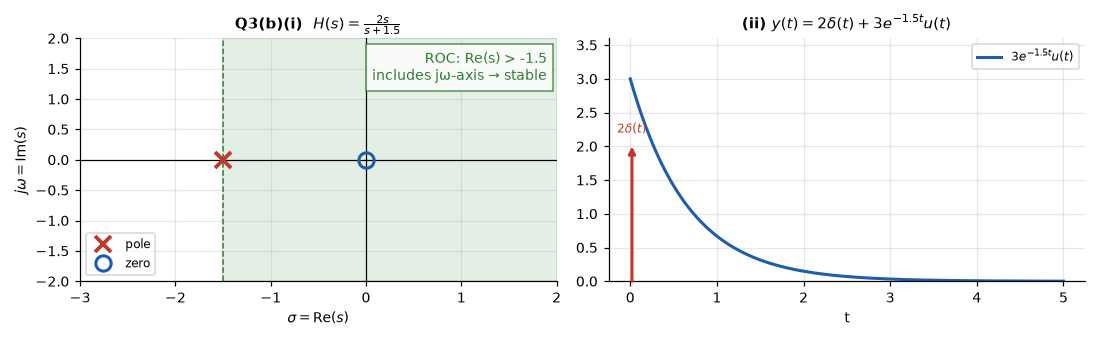 Q3(b)(i)  H(s) = 2s/(s+1.5)
2.0
1.5
1.0
0.5
0.0
−0.5
−1.0
−1.5
−2.0
jω = Im(s)
ROC: Re(s) > -1.5
includes jω-axis → stable
pole
zero
−3 −2 −1 0 1 2
σ = Re(s)
(ii) y(t) = 2δ(t) + 3e^{−1.5t}u(t)
3.5
3.0
2.5
2.0
1.5
1.0
0.5
0.0
3e^{−1.5t}u(t)
2δ(t)
0 1 2 3 4 5
t